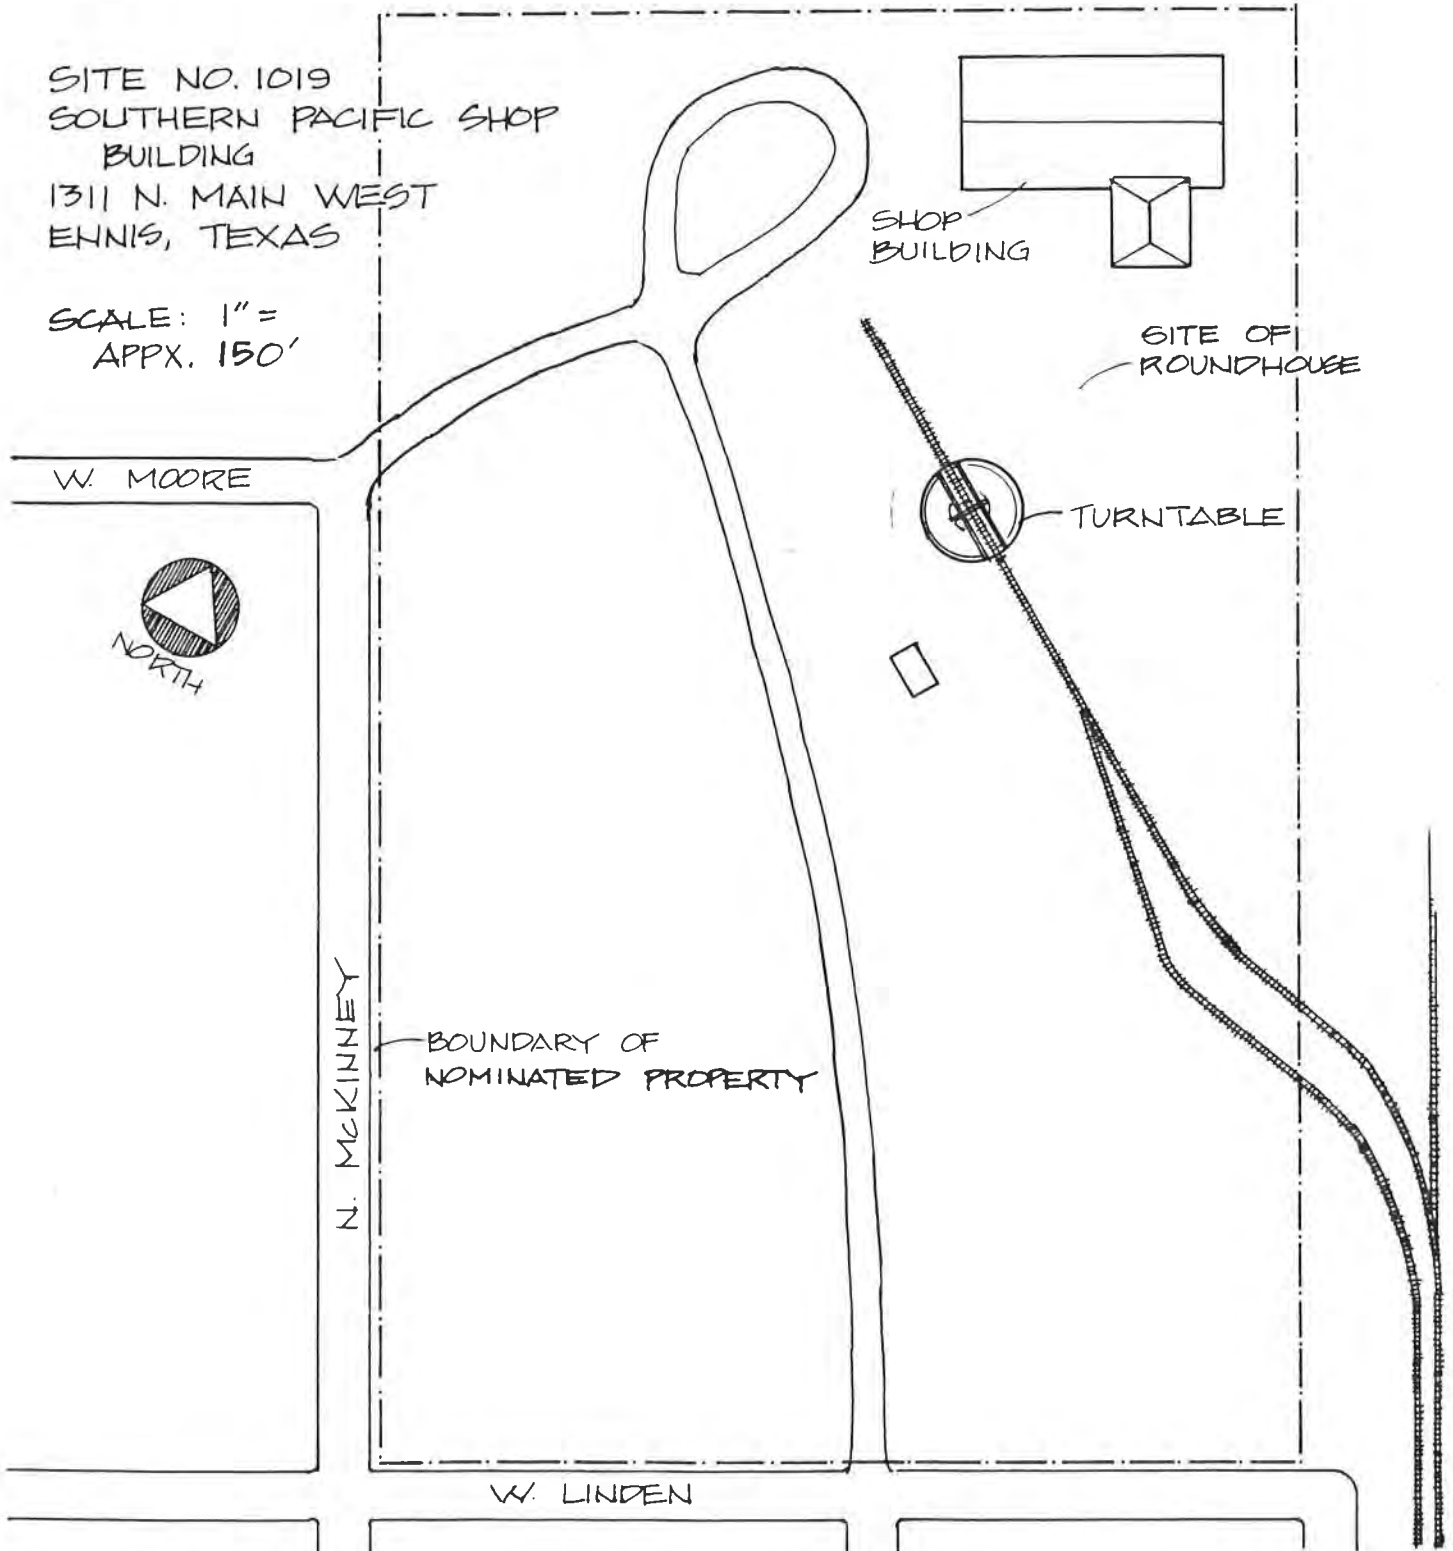 SITE NO. 1019
SOUTHERN PACIFIC SHOP
BUILDING
1311 N. MAIN WEST
ENNIS, TEXAS
SCALE: 1" =
APPX. 150'
SHOP
BUILDING
SITE OF
ROUNDHOUSE
W. MOORE
TURNTABLE
NORTH
N. McKINNEY
BOUNDARY OF
NOMINATED PROPERTY
W. LINDEN